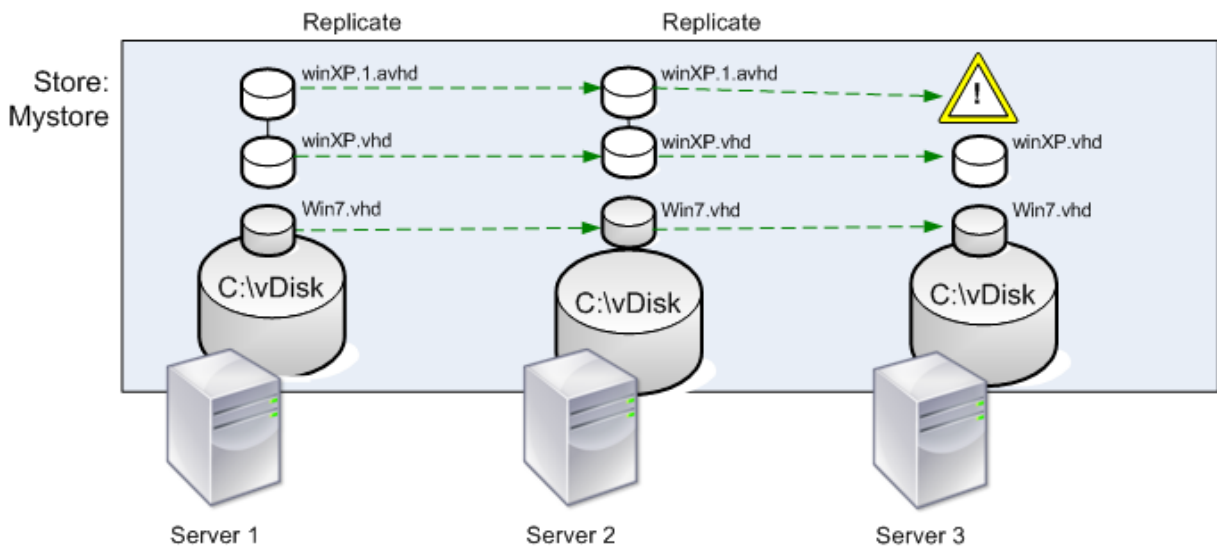 Replicate
Replicate
Store:
Mystore
winXP.1.avhd
winXP.1.avhd
!
winXP.vhd
winXP.vhd
winXP.vhd
Win7.vhd
Win7.vhd
Win7.vhd
C:\vDisk
C:\vDisk
C:\vDisk
Server 1
Server 2
Server 3